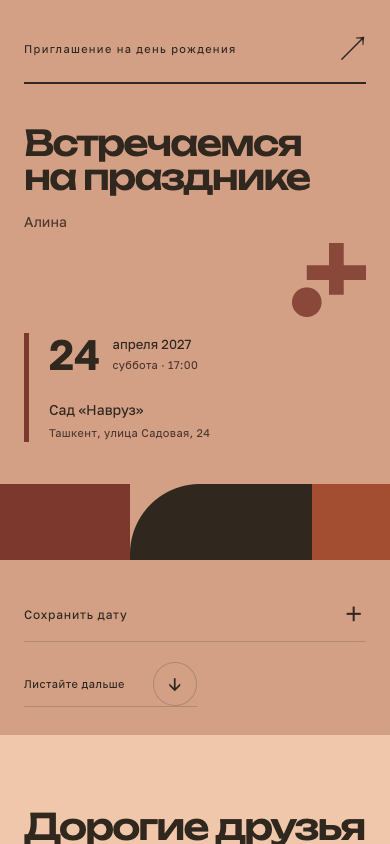 Приглашение на день рождения
Встречаемся
на празднике
Алина
24
апреля 2027
суббота · 17:00
Сад «Навруз»
Ташкент, улица Садовая, 24
Сохранить дату
Листайте дальше
Дорогие друзья